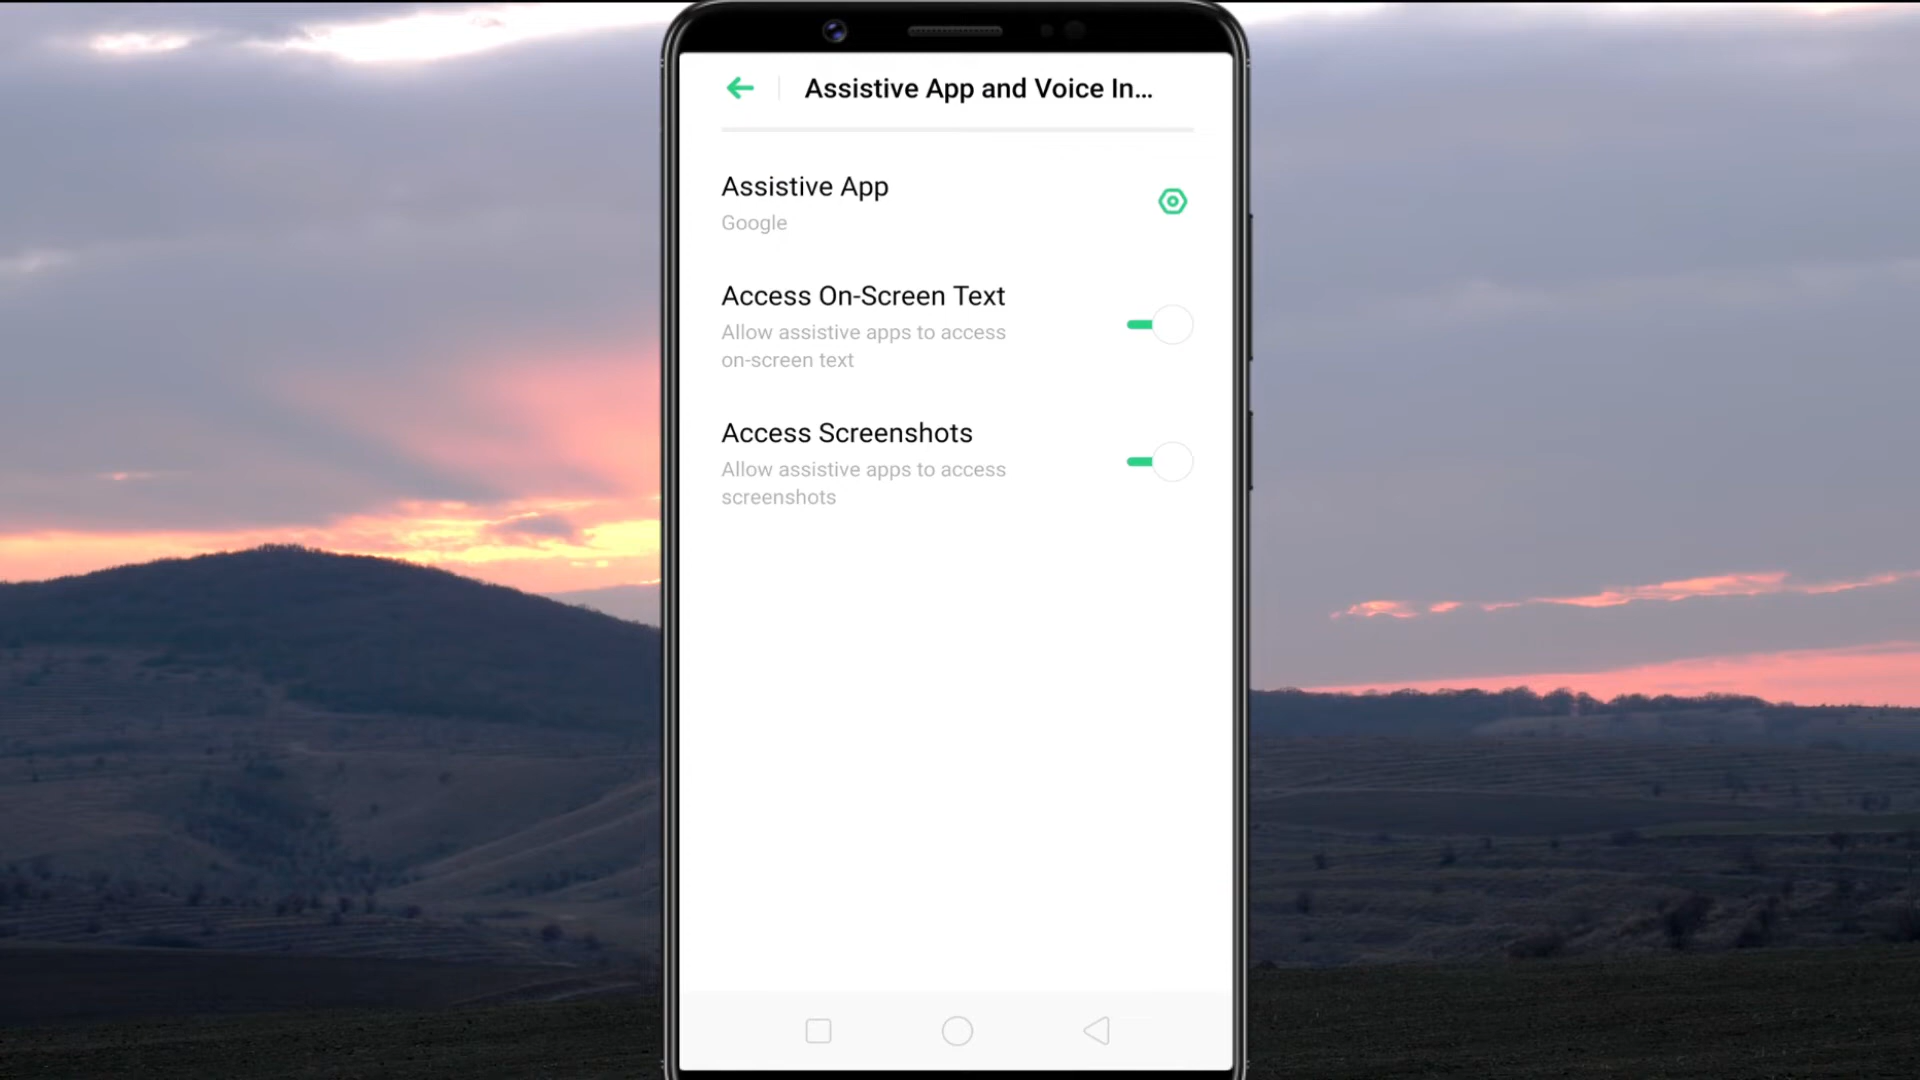 Assistive App and Voice In...
Assistive App
Google
Access On-Screen Text
Allow assistive apps to access
on-screen text
Access Screenshots
Allow assistive apps to access
screenshots